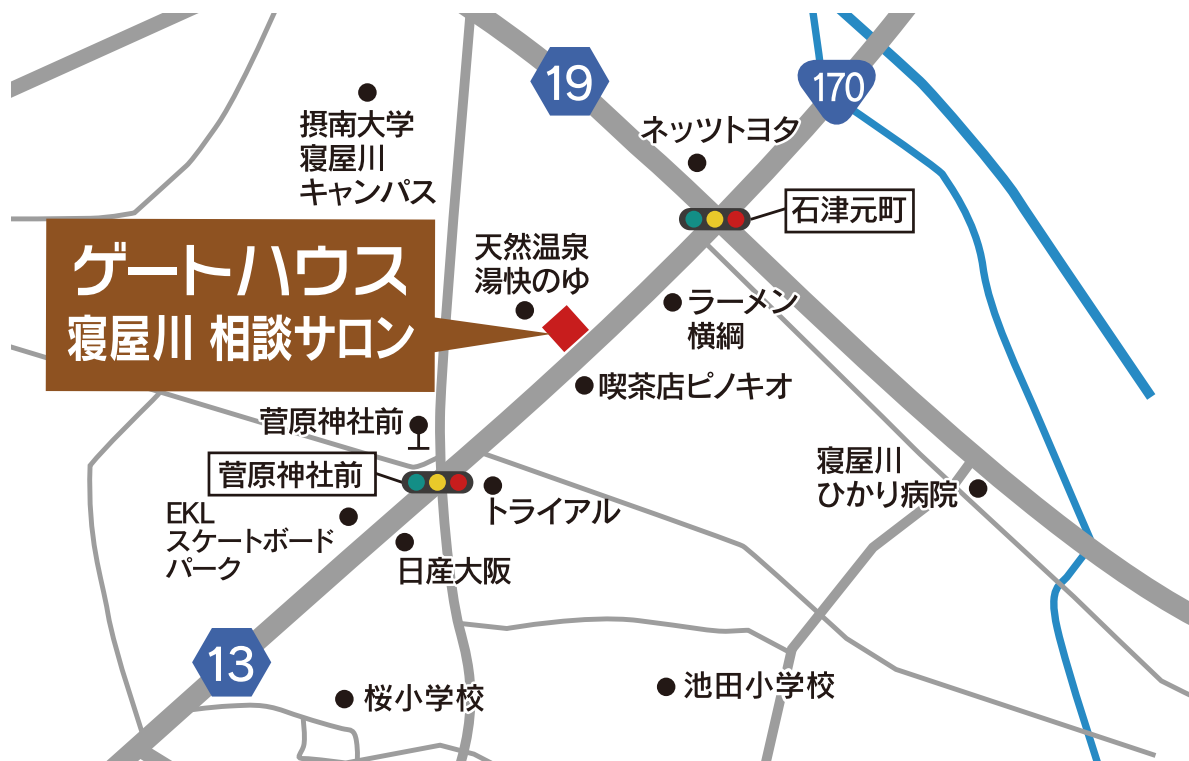 19
170
摂南大学
寝屋川
キャンパス
ネッツトヨタ
石津元町
天然温泉
湯快のゆ
ゲートハウス
寝屋川 相談サロン
ラーメン
横綱
喫茶店ピノキオ
菅原神社前
菅原神社前
寝屋川
ひかり病院
トライアル
EKL
スケートボード
パーク
日産大阪
13
桜小学校
池田小学校